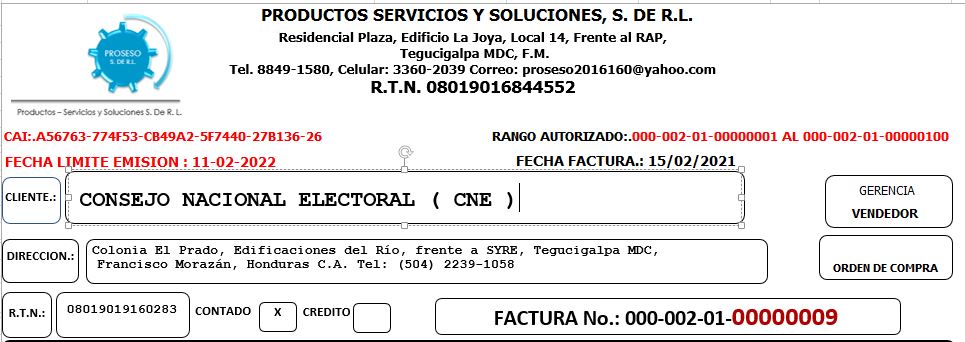 PRODUCTOS SERVICIOS Y SOLUCIONES, S. DE R.L.
Residencial Plaza, Edificio La Joya, Local 14, Frente al RAP,
Tegucigalpa MDC, F.M.
Tel. 8849-1580, Celular: 3360-2039 Correo: proseso2016160@yahoo.com
R.T.N. 08019016844552
PROSESO
S. DE R.L.
Productos – Servicios y Soluciones S. De R. L.
CAI:.A56763-774F53-CB49A2-5F7440-27B136-26
RANGO AUTORIZADO:.000-002-01-00000001 AL 000-002-01-00000100
FECHA LIMITE EMISION : 11-02-2022
FECHA FACTURA.: 15/02/2021
CLIENTE.:
CONSEJO NACIONAL ELECTORAL ( CNE )
GERENCIA
VENDEDOR
DIRECCION.:
Colonia El Prado, Edificaciones del Río, frente a SYRE, Tegucigalpa MDC,
Francisco Morazán, Honduras C.A. Tel: (504) 2239-1058
ORDEN DE COMPRA
R.T.N.:
08019019160283
CONTADO
X
CREDITO
FACTURA No.: 000-002-01-00000009